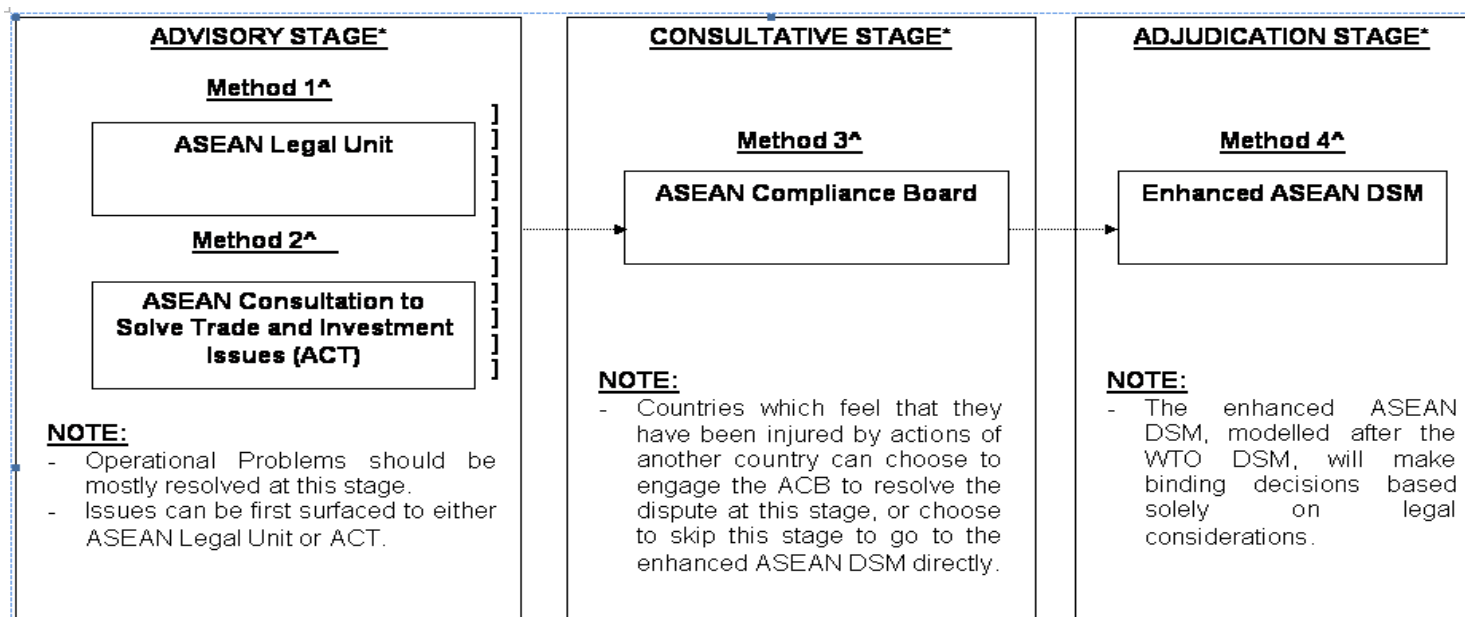 ADVISORY STAGE*
Method 1^
ASEAN Legal Unit
Method 2^
ASEAN Consultation to
Solve Trade and Investment
Issues (ACT)
]
]
]
]
]
]
]
]
]
]
]
NOTE:
- Operational Problems should be
mostly resolved at this stage.
- Issues can be first surfaced to either
ASEAN Legal Unit or ACT.
CONSULTATIVE STAGE*
Method 3^
ASEAN Compliance Board
NOTE:
- Countries which feel that they
have been injured by actions of
another country can choose to
engage the ACB to resolve the
dispute at this stage, or choose
to skip this stage to go to the
enhanced ASEAN DSM directly.
ADJUDICATION STAGE*
Method 4^
Enhanced ASEAN DSM
NOTE:
- The enhanced ASEAN
DSM, modelled after the
WTO DSM, will make
binding decisions based
solely on legal
considerations.